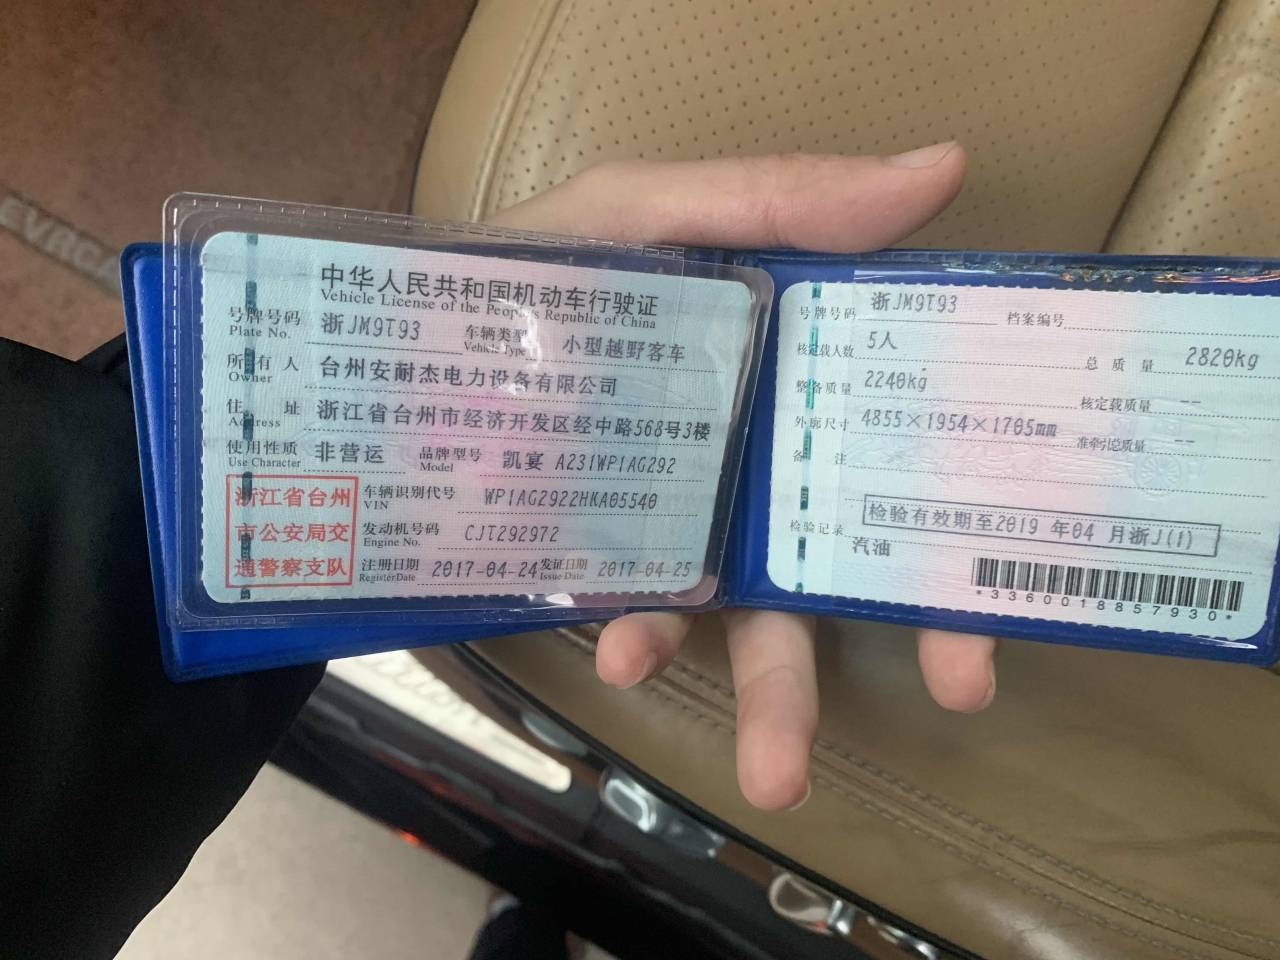 中华人民共和国机动车行驶证
Vehicle License of the People's Republic of China
号牌号码 浙JM9T93 车辆类型 小型越野客车
Plate No. Vehicle Type
所有人 台州安耐杰电力设备有限公司
Owner
住址 浙江省台州市经济开发区经中路568号3楼
Address
使用性质 非营运 品牌型号 凯宴 A231WP1AG292
Use Character Model
浙江省台州
市公安局交
通警察支队
车辆识别代号 WP1AG2922HKA05540
VIN
发动机号码 CJT292972
Engine No.
注册日期 2017-04-24 发证日期 2017-04-25
Register Date Issue Date
号牌号码 浙JM9T93 档案编号
核定载人数 5人 总质量 2820kg
整备质量 2240kg 核定载质量 --
外廓尺寸 4855×1954×1705mm 准牵引总质量 --
备注
检验记录 检验有效期至2019 年04 月浙J(1)
汽油
*3360018857930*